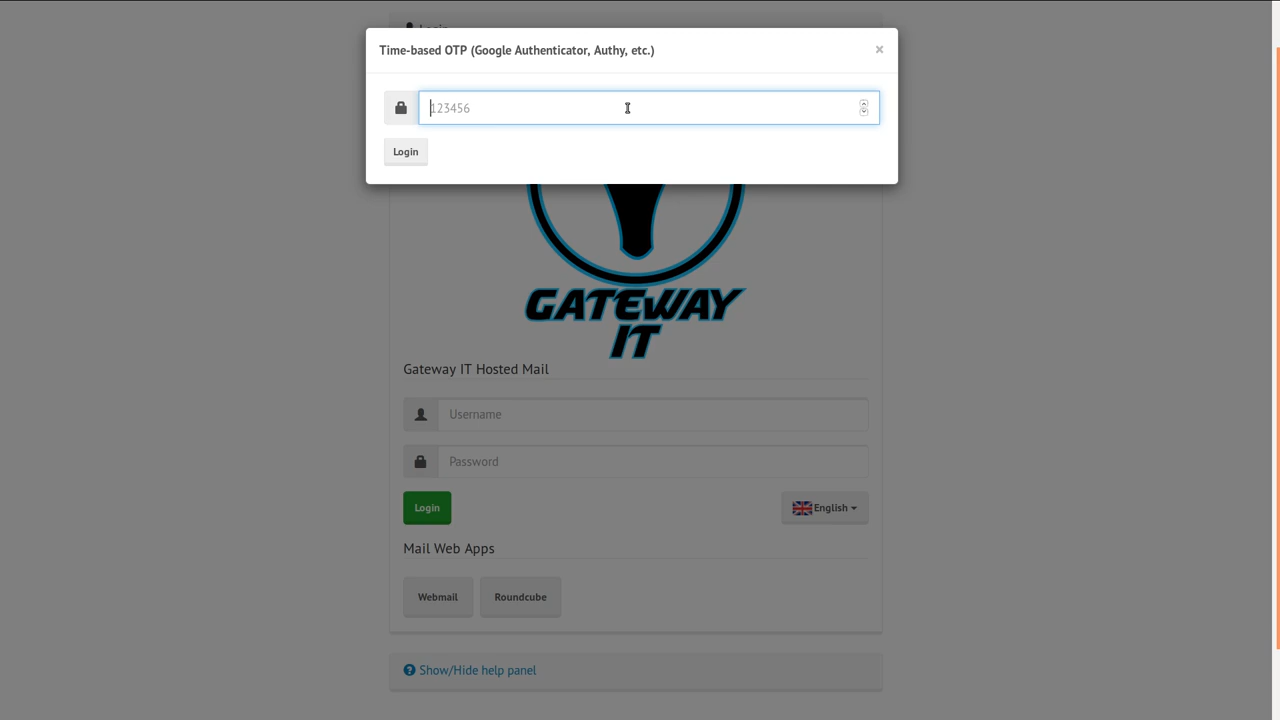 Login
Time-based OTP (Google Authenticator, Authy, etc.)
×
123456
Login
GATEWAY
IT
Gateway IT Hosted Mail
Username
Password
Login
English
Mail Web Apps
Webmail
Roundcube
Show/Hide help panel